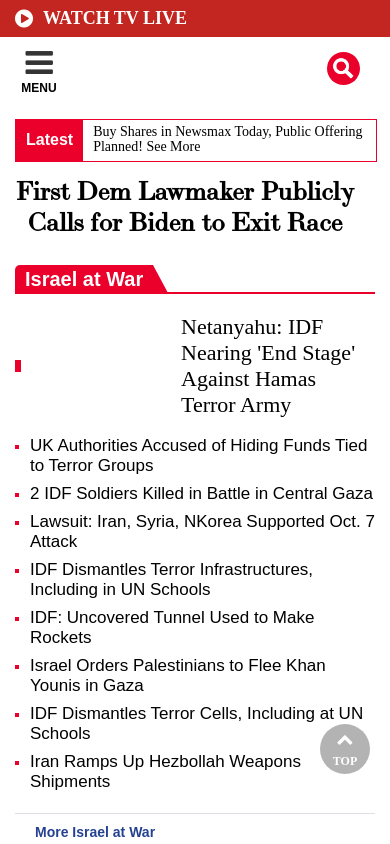 WATCH TV LIVE
MENU
Latest
Buy Shares in Newsmax Today, Public Offering
Planned! See More
First Dem Lawmaker Publicly
Calls for Biden to Exit Race
Israel at War
Netanyahu: IDF
Nearing 'End Stage'
Against Hamas
Terror Army
UK Authorities Accused of Hiding Funds Tied
to Terror Groups
2 IDF Soldiers Killed in Battle in Central Gaza
Lawsuit: Iran, Syria, NKorea Supported Oct. 7
Attack
IDF Dismantles Terror Infrastructures,
Including in UN Schools
IDF: Uncovered Tunnel Used to Make
Rockets
Israel Orders Palestinians to Flee Khan
Younis in Gaza
IDF Dismantles Terror Cells, Including at UN
Schools
Iran Ramps Up Hezbollah Weapons
Shipments
TOP
More Israel at War